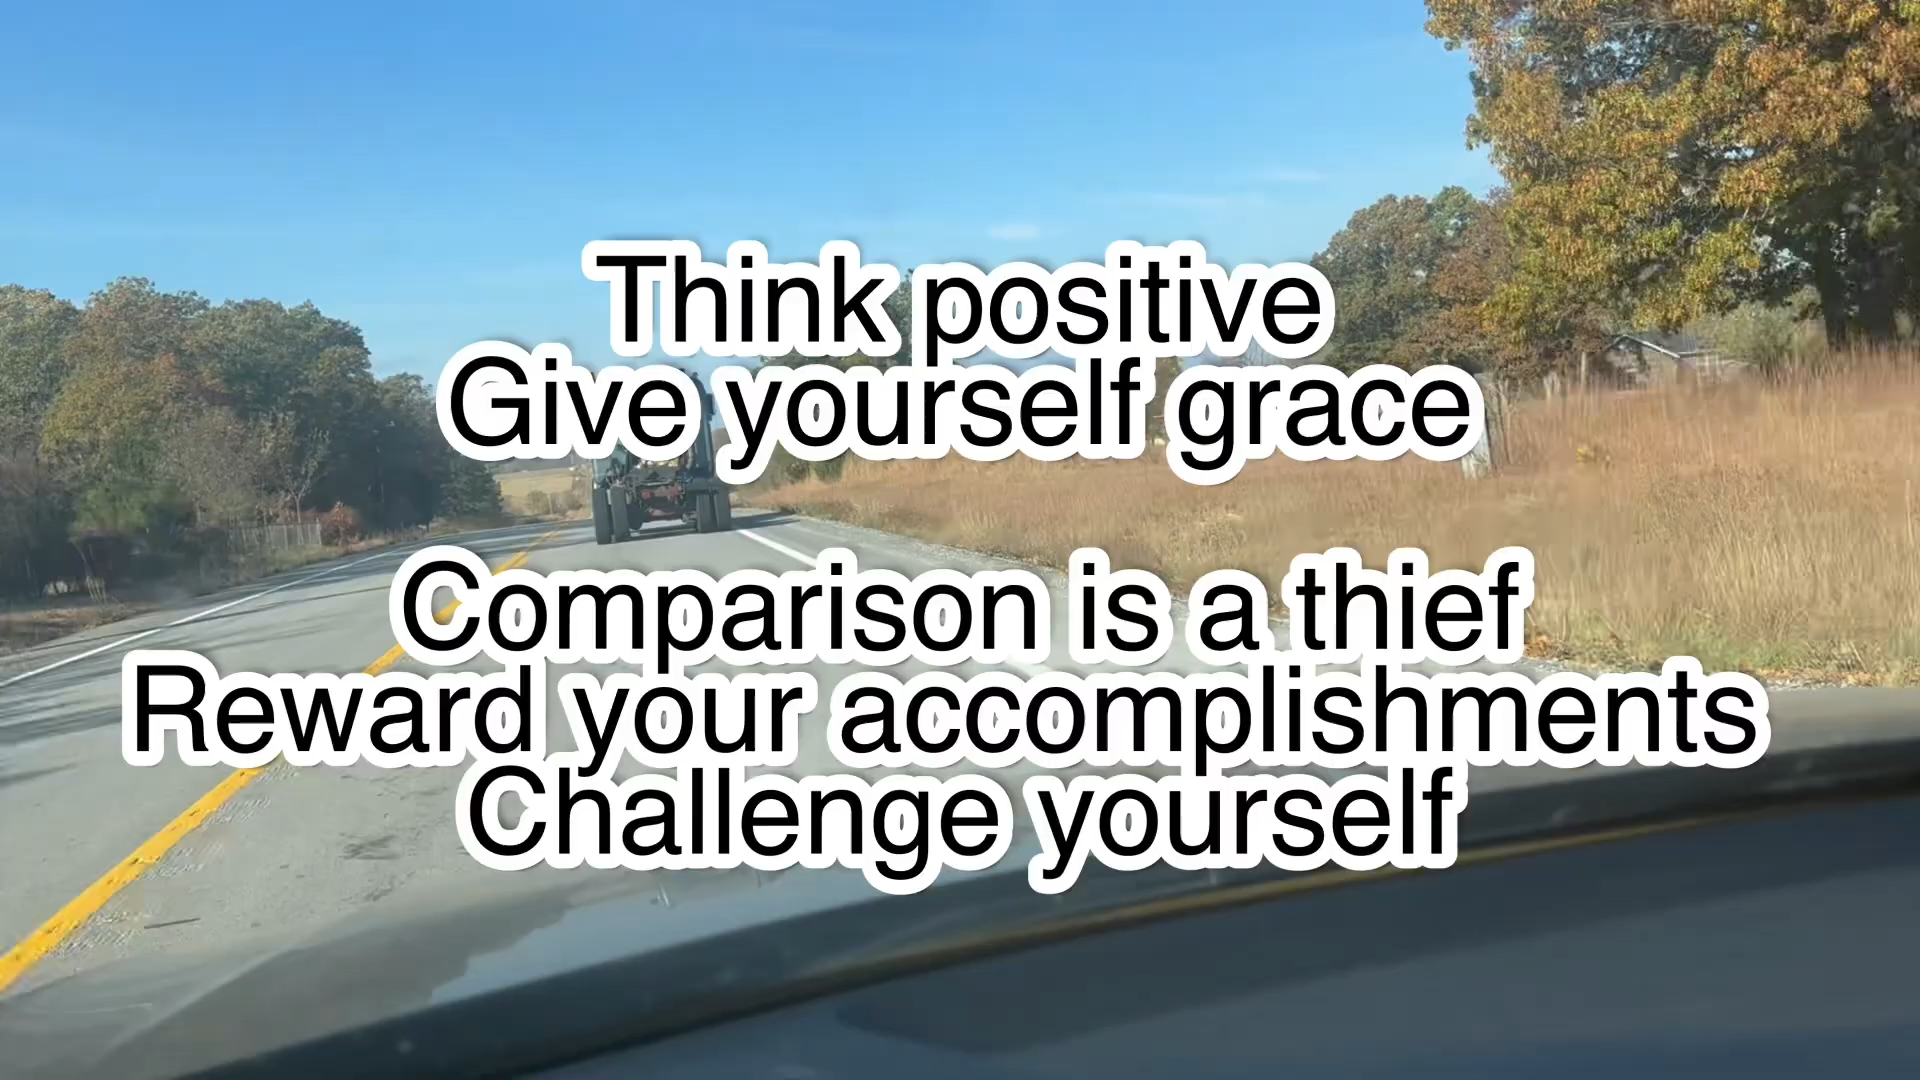 Think positive
Give yourself grace
Comparison is a thief
Reward your accomplishments
Challenge yourself